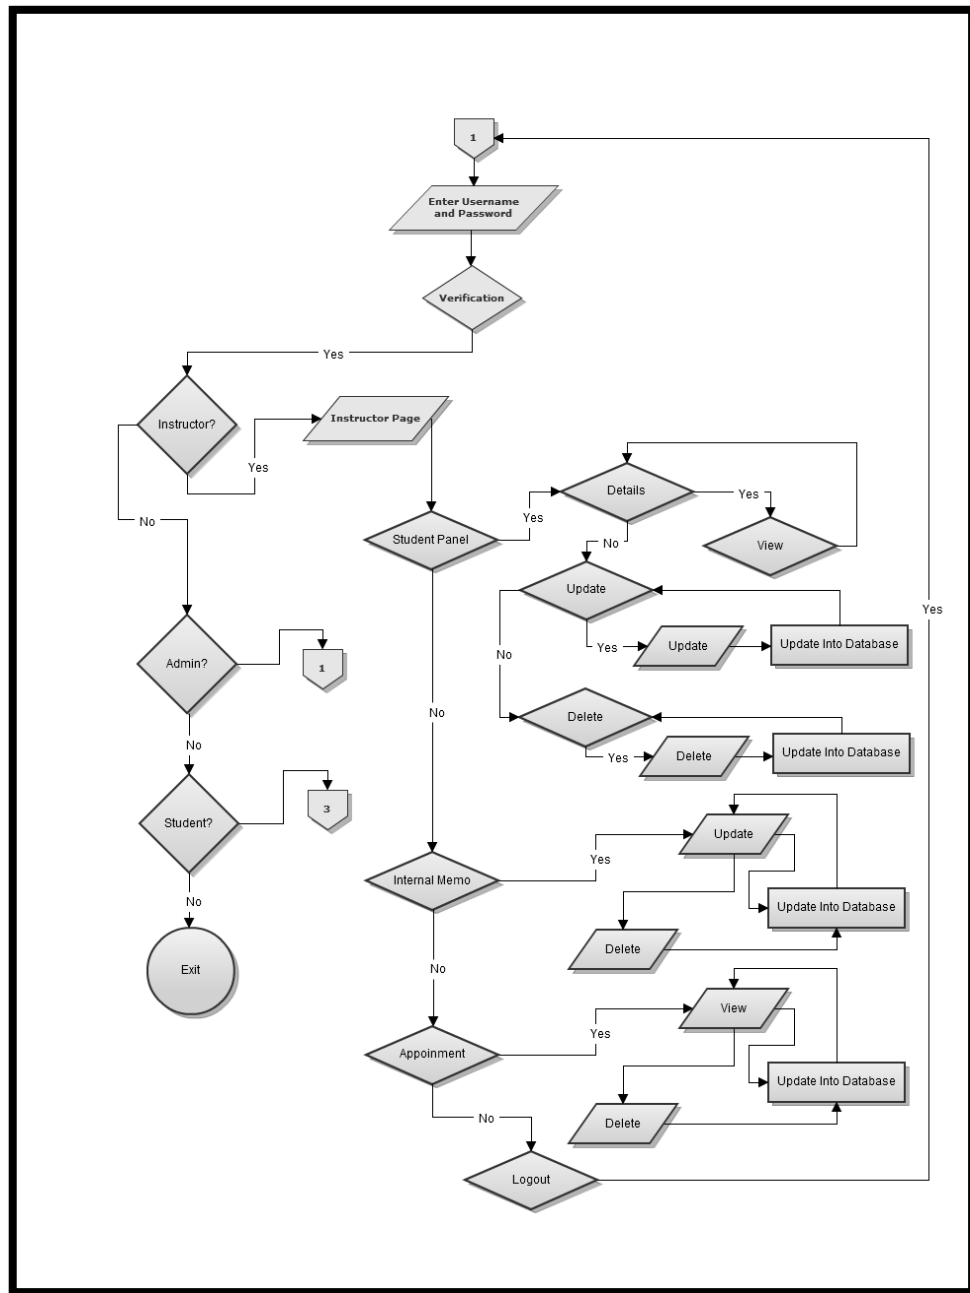 1
Enter Username
and Password
Verification
Yes
Instructor?
Instructor Page
Yes
Details
Yes
Student Panel
Yes
No
No
View
Update
Yes
Admin?
1
No
Yes
Update
Update Into Database
No
Delete
No
Yes
Delete
Update Into Database
Student?
3
Update
Yes
Internal Memo
No
Update Into Database
Delete
Exit
No
View
Yes
Appoinment
Update Into Database
No
Delete
Logout